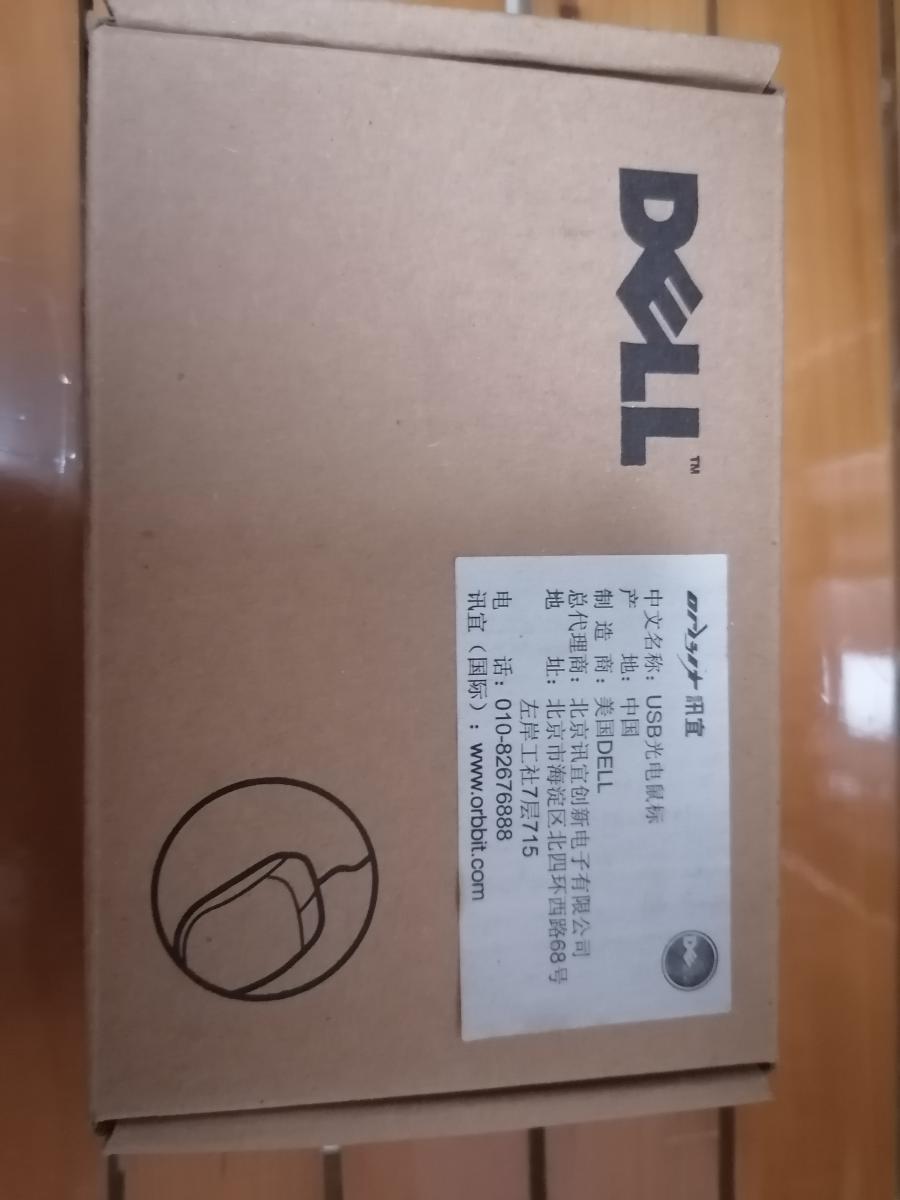 DELL™
orbbit 訊宜
中文名称：USB光电鼠标
产 地：中国
制 造 商：美国DELL
总代理商：北京讯宜创新电子有限公司
地 址：北京市海淀区北四环西路68号
左岸工社7层715
电 话：010-82676888
讯宜（国际）：www.orbbit.com
DELL